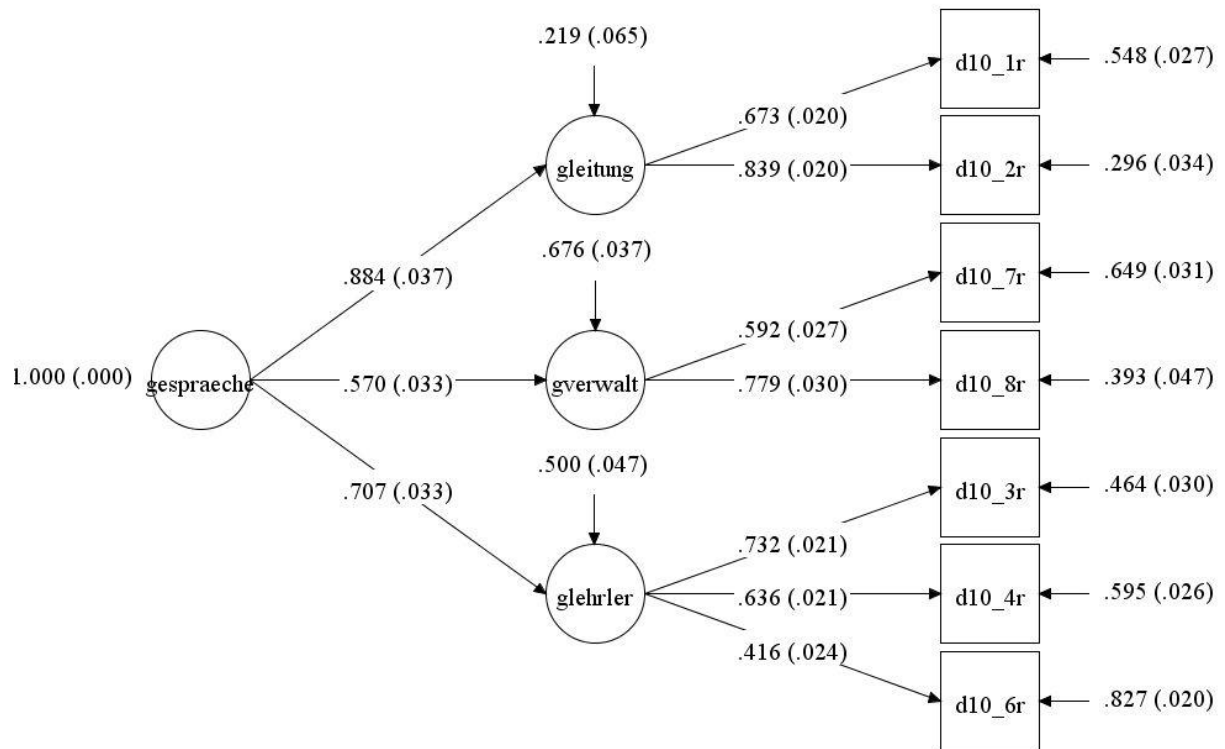 .219 (.065)
d10_1r
.548 (.027)
.673 (.020)
gleitung
.839 (.020)
d10_2r
.296 (.034)
.676 (.037)
.884 (.037)
d10_7r
.649 (.031)
.592 (.027)
1.000 (.000)
gespraeche
.570 (.033)
gverwalt
.779 (.030)
d10_8r
.393 (.047)
.500 (.047)
.707 (.033)
d10_3r
.464 (.030)
.732 (.021)
glehrler
.636 (.021)
d10_4r
.595 (.026)
.416 (.024)
d10_6r
.827 (.020)